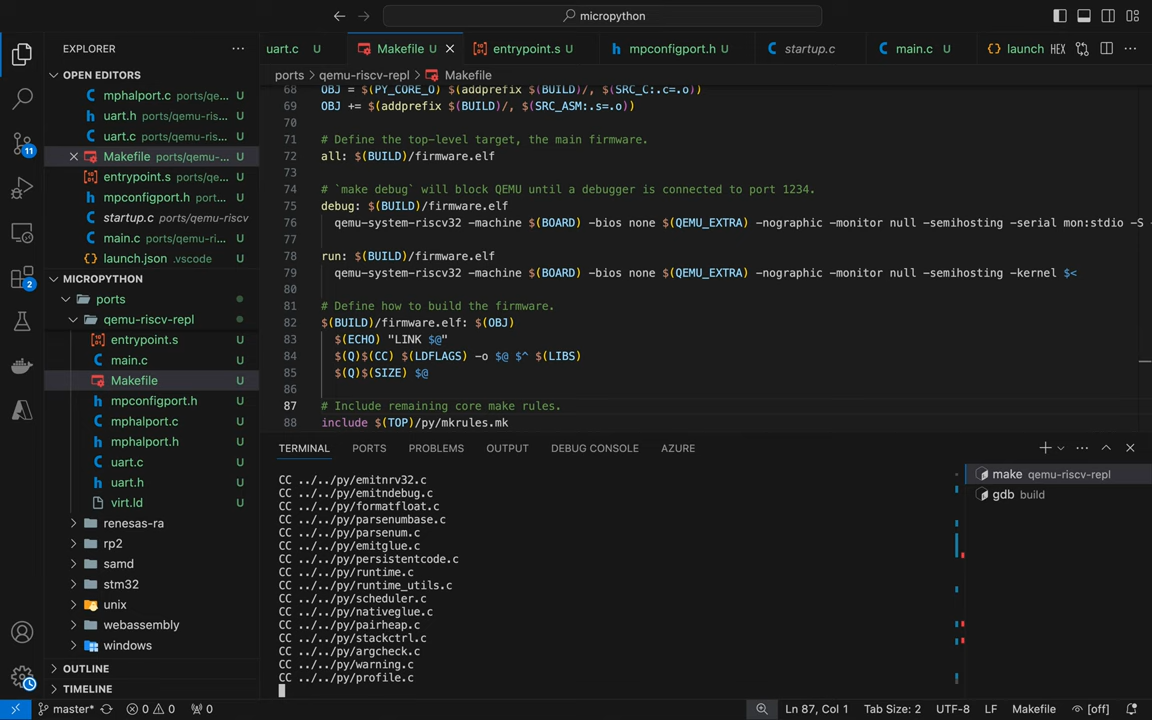 micropython
EXPLORER
OPEN EDITORS
mphalport.c ports/qe... U
uart.h ports/qemu-ris... U
uart.c ports/qemu-ris... U
Makefile ports/qemu-... U
entrypoint.s ports/qe... U
mpconfigport.h port... U
startup.c ports/qemu-riscv
main.c ports/qemu-ri... U
launch.json .vscode U
MICROPYTHON
ports
qemu-riscv-repl
entrypoint.s U
main.c U
Makefile U
mpconfigport.h U
mphalport.c U
mphalport.h U
uart.c U
uart.h U
virt.ld U
renesas-ra
rp2
samd
stm32
unix
webassembly
windows
OUTLINE
TIMELINE
11
2
uart.c U
Makefile U
entrypoint.s U
mpconfigport.h U
startup.c
main.c U
launch HEX
ports > qemu-riscv-repl > Makefile
68 OBJ = $(PY_CORE_O) $(addprefix $(BUILD)/, $(SRC_C:.c=.o))
69 OBJ += $(addprefix $(BUILD)/, $(SRC_ASM:.s=.o))
70
71 # Define the top-level target, the main firmware.
72 all: $(BUILD)/firmware.elf
73
74 # `make debug` will block QEMU until a debugger is connected to port 1234.
75 debug: $(BUILD)/firmware.elf
76 qemu-system-riscv32 -machine $(BOARD) -bios none $(QEMU_EXTRA) -nographic -monitor null -semihosting -serial mon:stdio -S -
77
78 run: $(BUILD)/firmware.elf
79 qemu-system-riscv32 -machine $(BOARD) -bios none $(QEMU_EXTRA) -nographic -monitor null -semihosting -kernel $<
80
81 # Define how to build the firmware.
82 $(BUILD)/firmware.elf: $(OBJ)
83 $(ECHO) "LINK $@"
84 $(Q)$(CC) $(LDFLAGS) -o $@ $^ $(LIBS)
85 $(Q)$(SIZE) $@
86
87 # Include remaining core make rules.
88 include $(TOP)/py/mkrules.mk
TERMINAL PORTS PROBLEMS OUTPUT DEBUG CONSOLE AZURE
CC ../../py/emitnrv32.c
CC ../../py/emitndebug.c
CC ../../py/formatfloat.c
CC ../../py/parsenumbase.c
CC ../../py/parsenum.c
CC ../../py/emitglue.c
CC ../../py/persistentcode.c
CC ../../py/runtime.c
CC ../../py/runtime_utils.c
CC ../../py/scheduler.c
CC ../../py/nativeglue.c
CC ../../py/pairheap.c
CC ../../py/stackctrl.c
CC ../../py/argcheck.c
CC ../../py/warning.c
CC ../../py/profile.c
make qemu-riscv-repl
gdb build
master* 0 0 0 Ln 87, Col 1 Tab Size: 2 UTF-8 LF Makefile [off]